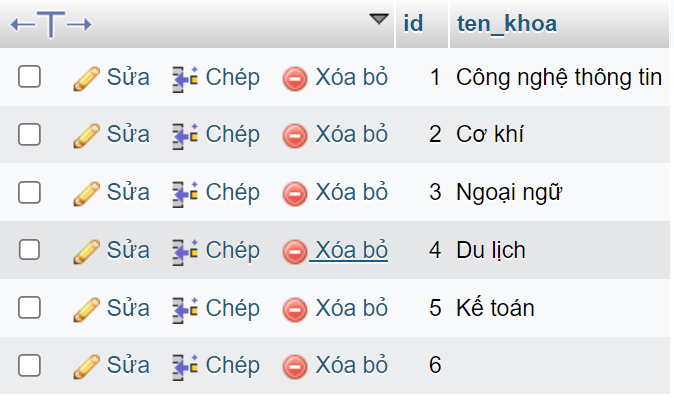 id ten_khoa
Sửa Chép Xóa bỏ 1 Công nghệ thông tin
Sửa Chép Xóa bỏ 2 Cơ khí
Sửa Chép Xóa bỏ 3 Ngoại ngữ
Sửa Chép Xóa bỏ 4 Du lịch
Sửa Chép Xóa bỏ 5 Kế toán
Sửa Chép Xóa bỏ 6